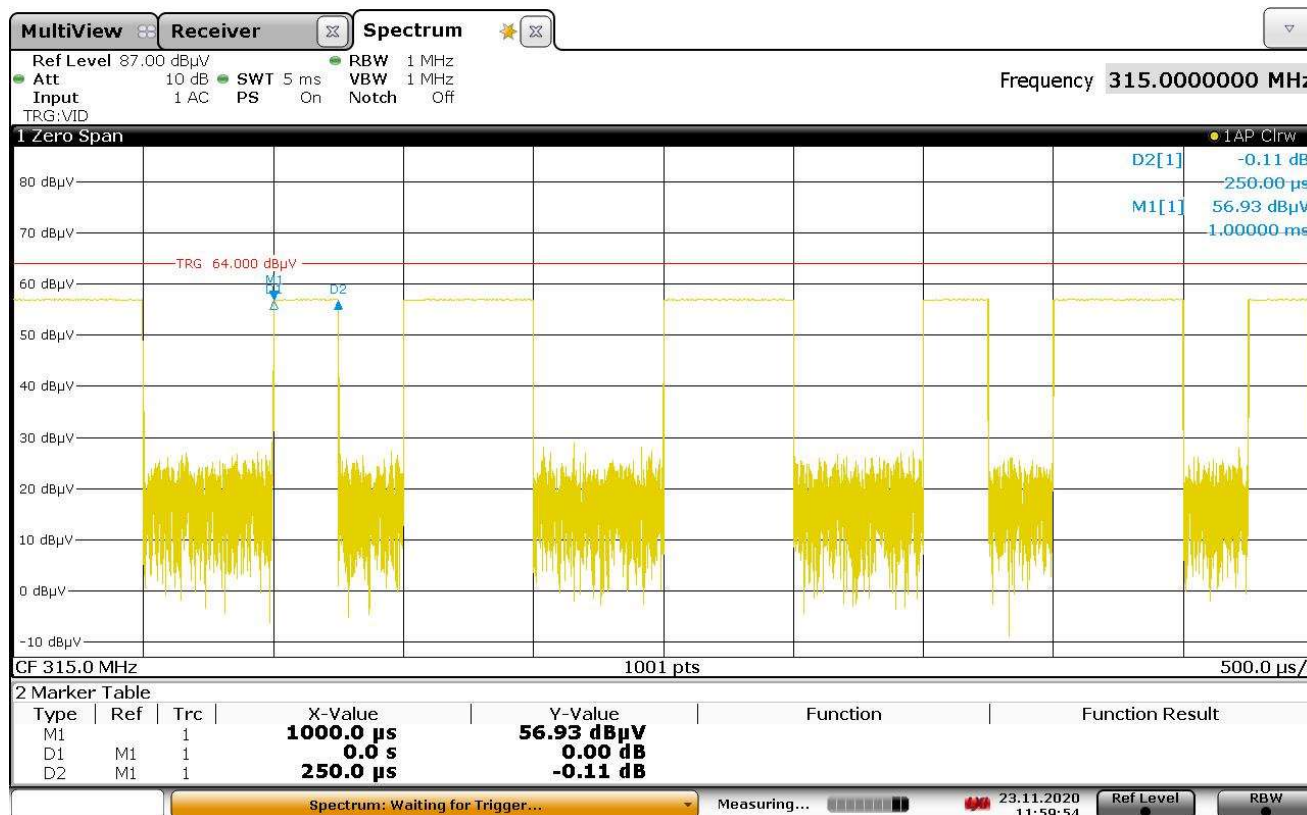 MultiView Receiver Spectrum
Ref Level 87.00 dBµV RBW 1 MHz
Att 10 dB SWT 5 ms VBW 1 MHz
Input 1 AC PS On Notch Off
TRG:VID
Frequency 315.0000000 MHz
1 Zero Span 1AP Clrw
D2[1] -0.11 dB
250.00 µs
M1[1] 56.93 dBµV
1.00000 ms
80 dBµV
70 dBµV
TRG 64.000 dBµV
60 dBµV
M1
D1 D2
50 dBµV
40 dBµV
30 dBµV
20 dBµV
10 dBµV
0 dBµV
-10 dBµV
CF 315.0 MHz 1001 pts 500.0 µs/
2 Marker Table
Type Ref Trc X-Value Y-Value Function Function Result
M1 1 1000.0 µs 56.93 dBµV
D1 M1 1 0.0 s 0.00 dB
D2 M1 1 250.0 µs -0.11 dB
Spectrum: Waiting for Trigger... Measuring... 23.11.2020 Ref Level RBW
11:59:54